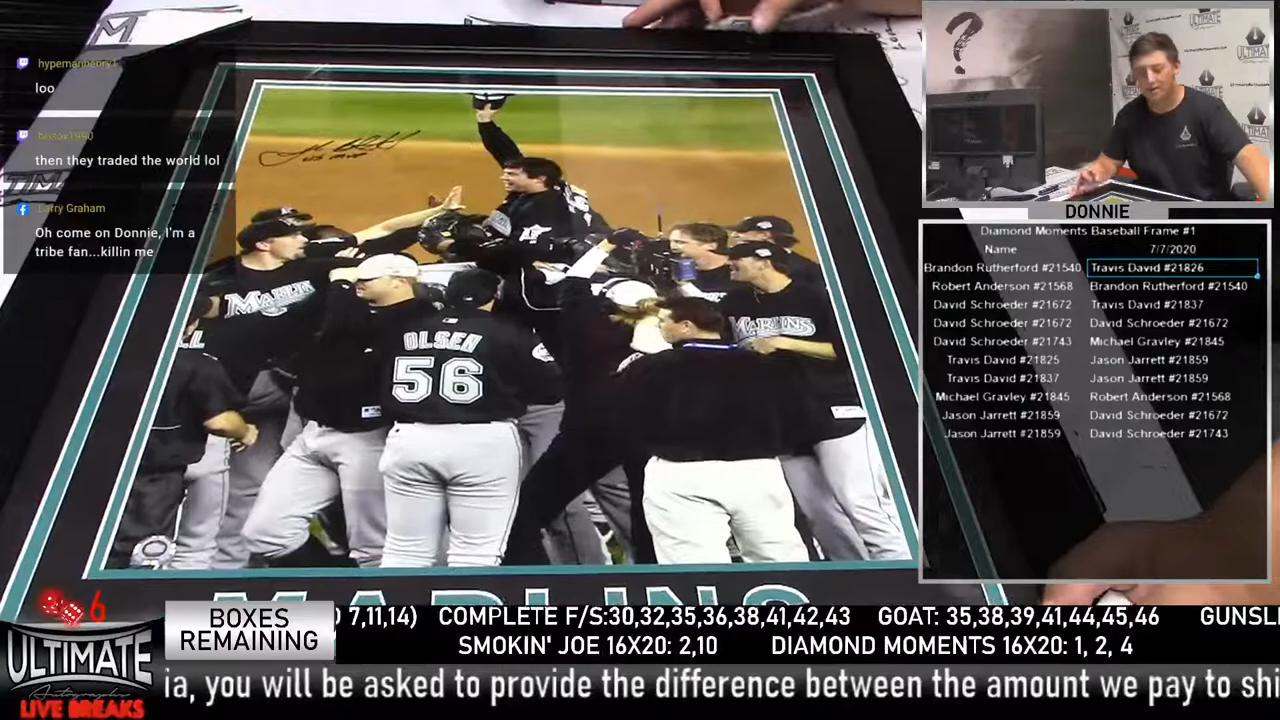 hypemanhenry1
loo
bosox1990
then they traded the world lol
Larry Graham
Oh come on Donnie, I'm a
tribe fan...killin me
WS MVP
MARLINS
OLSEN
56
MARLINS
MARLINS
?
ULTIMATE
DONNIE
Diamond Moments Baseball Frame #1
Name 7/7/2020
Brandon Rutherford #21540 Travis David #21826
Robert Anderson #21568 Brandon Rutherford #21540
David Schroeder #21672 Travis David #21837
David Schroeder #21672 David Schroeder #21672
David Schroeder #21743 Michael Gravley #21845
Travis David #21825 Jason Jarrett #21859
Travis David #21837 Jason Jarrett #21859
Michael Gravley #21845 Robert Anderson #21568
Jason Jarrett #21859 David Schroeder #21672
Jason Jarrett #21859 David Schroeder #21743
6
ULTIMATE
Autographs
LIVE BREAKS
BOXES
REMAINING
7,11,14) COMPLETE F/S:30,32,35,36,38,41,42,43 GOAT: 35,38,39,41,44,45,46 GUNSL
SMOKIN' JOE 16X20: 2,10 DIAMOND MOMENTS 16X20: 1, 2, 4
ia, you will be asked to provide the difference between the amount we pay to shi